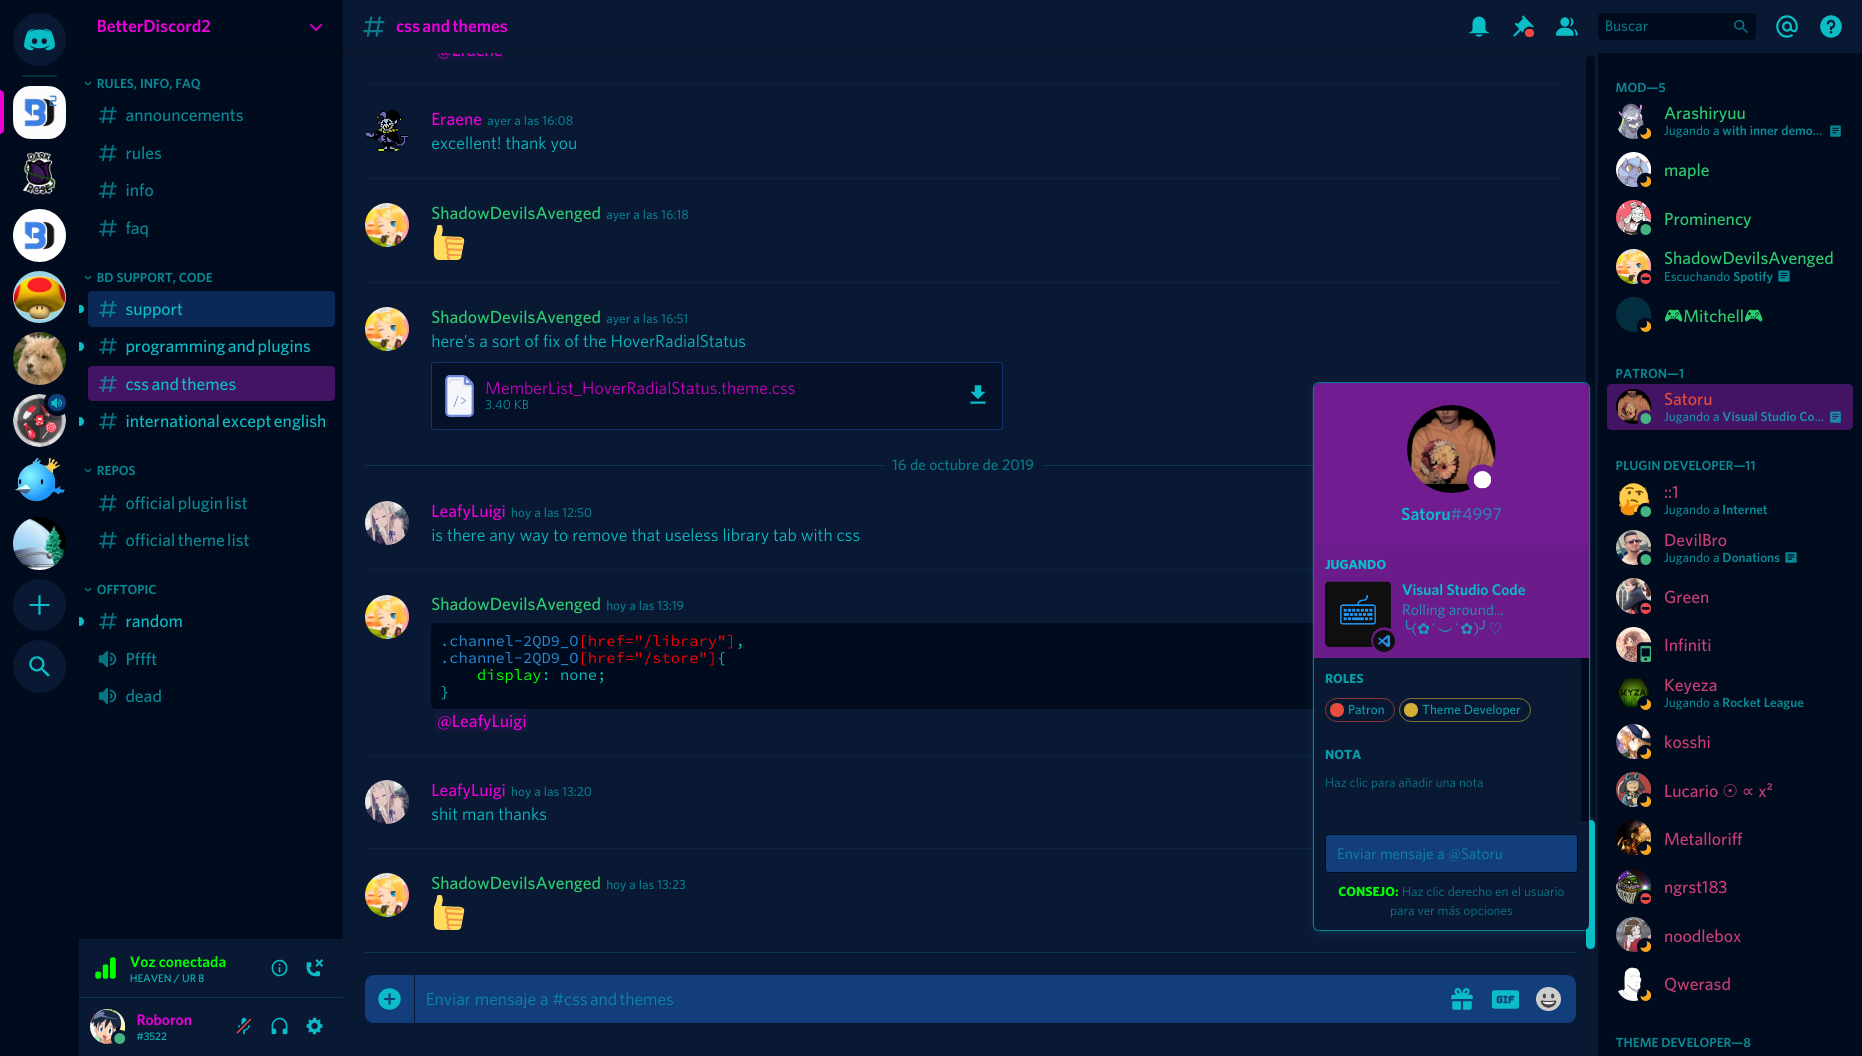 BetterDiscord2
RULES, INFO, FAQ
announcements
rules
info
faq
BD SUPPORT, CODE
support
programming and plugins
css and themes
international except english
REPOS
official plugin list
official theme list
OFFTOPIC
random
Pffft
dead
Voz conectada
HEAVEN / UR B
Roboron
#3522
# css and themes
Buscar
@Eraene
Eraene ayer a las 16:08
excellent! thank you
ShadowDevilsAvenged ayer a las 16:18
ShadowDevilsAvenged ayer a las 16:51
here's a sort of fix of the HoverRadialStatus
MemberList_HoverRadialStatus.theme.css
3.40 KB
16 de octubre de 2019
LeafyLuigi hoy a las 12:50
is there any way to remove that useless library tab with css
ShadowDevilsAvenged hoy a las 13:19
.channel-2QD9_O[href="/library"],
.channel-2QD9_O[href="/store"]{
    display: none;
}
@LeafyLuigi
LeafyLuigi hoy a las 13:20
shit man thanks
ShadowDevilsAvenged hoy a las 13:23
Enviar mensaje a #css and themes
GIF
Satoru#4997
JUGANDO
Visual Studio Code
Rolling around...
╰(✿´⌣`✿)╯♡
ROLES
Patron
Theme Developer
NOTA
Haz clic para añadir una nota
Enviar mensaje a @Satoru
CONSEJO: Haz clic derecho en el usuario
para ver más opciones
MOD—5
Arashiryuu
Jugando a with inner demo...
maple
Prominency
ShadowDevilsAvenged
Escuchando Spotify
🎮Mitchell🎮
PATRON—1
Satoru
Jugando a Visual Studio Co...
PLUGIN DEVELOPER—11
::1
Jugando a Internet
DevilBro
Jugando a Donations
Green
Infiniti
Keyeza
Jugando a Rocket League
kosshi
Lucario ☉ ∝ x²
Metalloriff
ngrst183
noodlebox
Qwerasd
THEME DEVELOPER—8